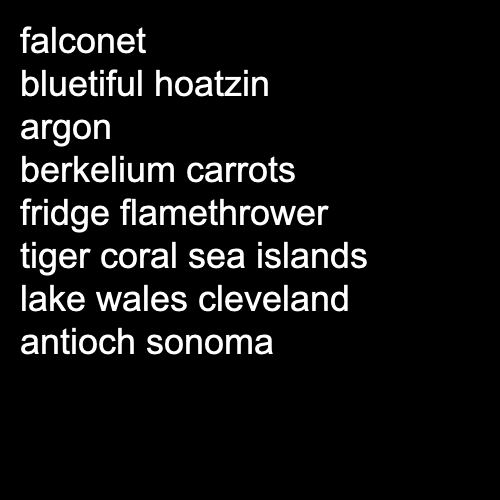 falconet
bluetiful hoatzin
argon
berkelium carrots
fridge flamethrower
tiger coral sea islands
lake wales cleveland
antioch sonoma